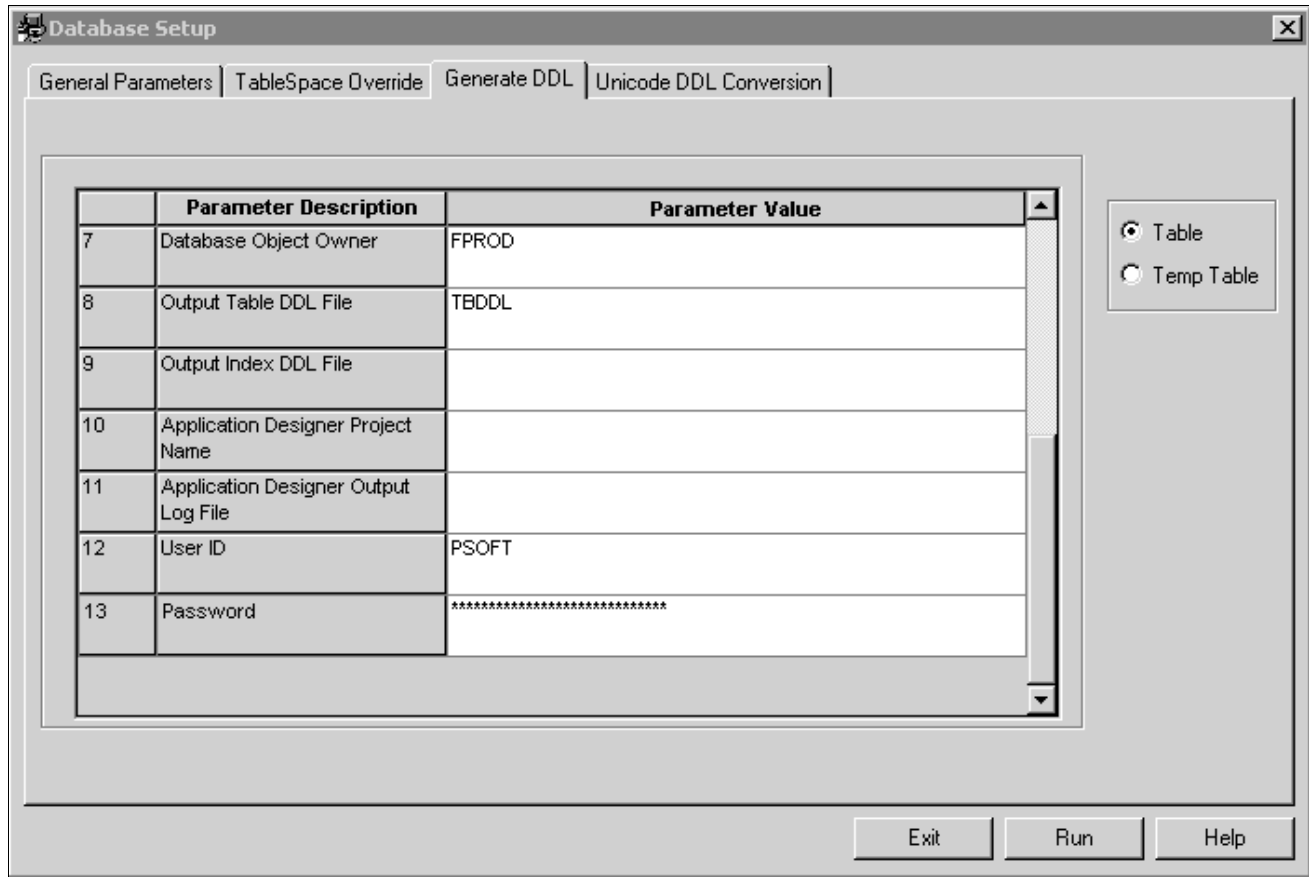 Database Setup
General Parameters TableSpace Override Generate DDL Unicode DDL Conversion
Parameter Description Parameter Value
7 Database Object Owner FPROD
8 Output Table DDL File TBDDL
9 Output Index DDL File
10 Application Designer Project
Name
11 Application Designer Output
Log File
12 User ID PSOFT
13 Password *****************************
Table
Temp Table
Exit Run Help